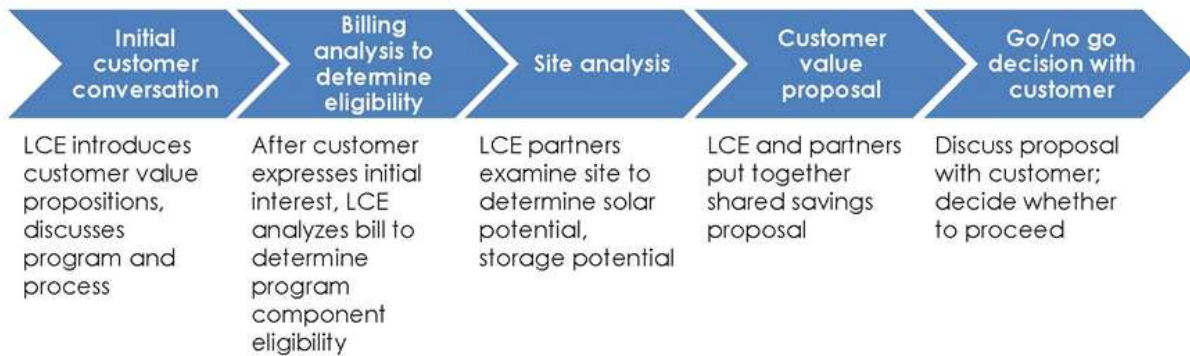 Initial
customer
conversation
LCE introduces
customer value
propositions,
discusses
program and
process
Billing
analysis to
determine
eligibility
After customer
expresses initial
interest, LCE
analyzes bill to
determine
program
component
eligibility
Site analysis
LCE partners
examine site to
determine solar
potential,
storage potential
Customer
value
proposal
LCE and partners
put together
shared savings
proposal
Go/no go
decision with
customer
Discuss proposal
with customer;
decide whether
to proceed